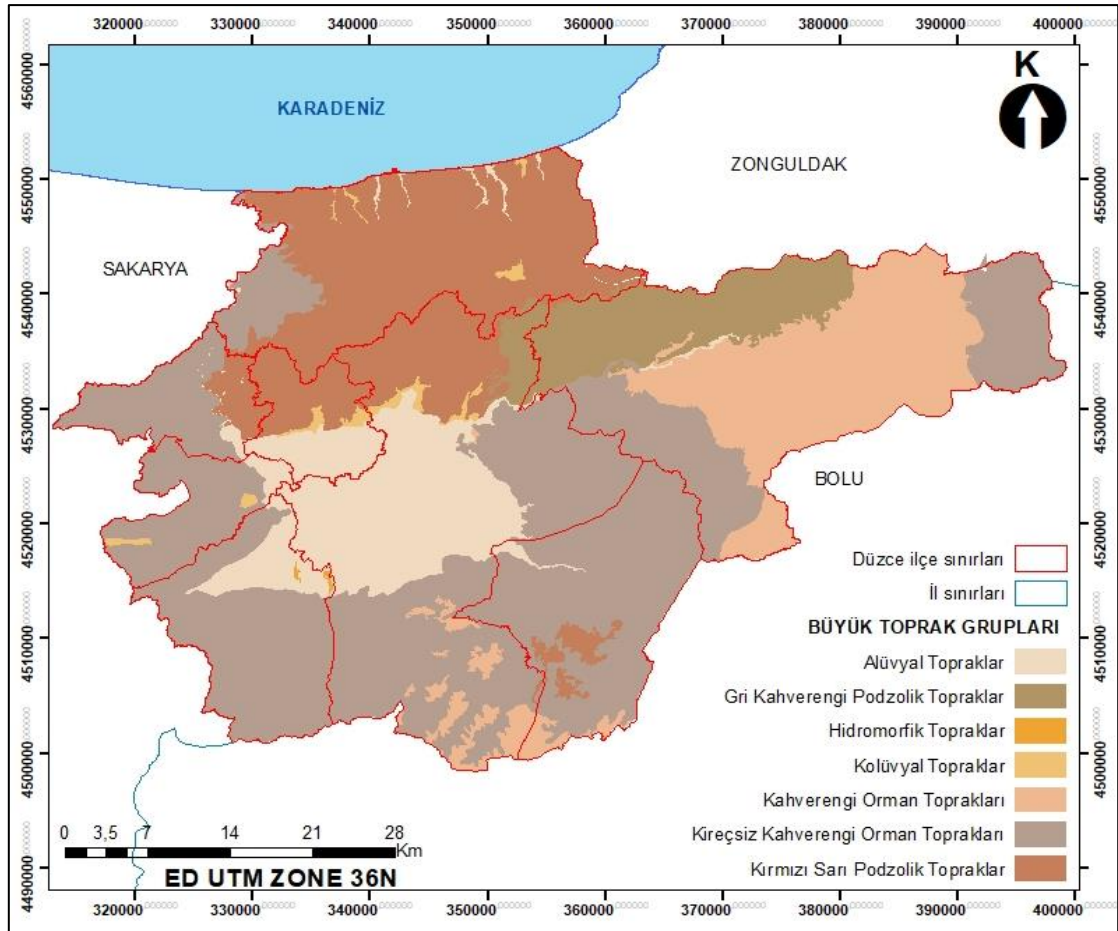 320000 330000 340000 350000 360000 370000 380000 390000 400000
4560000
4550000
4540000
4530000
4520000
4510000
4500000
4490000
4560000
4550000
4540000
4530000
4520000
4510000
4500000
4490000
K
KARADENİZ
ZONGULDAK
SAKARYA
BOLU
Düzce ilçe sınırları
İl sınırları
BÜYÜK TOPRAK GRUPLARI
Alüvyal Topraklar
Gri Kahverengi Podzolik Topraklar
Hidromorfik Topraklar
Kolüvyal Topraklar
Kahverengi Orman Toprakları
Kireçsiz Kahverengi Orman Toprakları
Kırmızı Sarı Podzolik Topraklar
0 3,5 7 14 21 28
Km
ED UTM ZONE 36N
320000 330000 340000 350000 360000 370000 380000 390000 400000